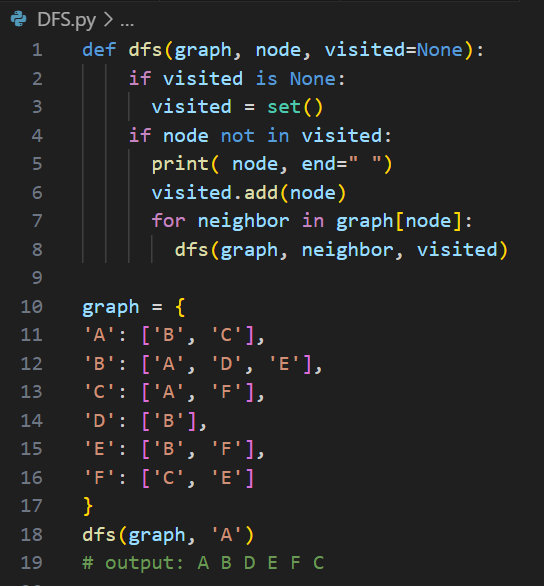 DFS.py > ...
1 def dfs(graph, node, visited=None):
2 if visited is None:
3 visited = set()
4 if node not in visited:
5 print( node, end=" ")
6 visited.add(node)
7 for neighbor in graph[node]:
8 dfs(graph, neighbor, visited)
9
10 graph = {
11 'A': ['B', 'C'],
12 'B': ['A', 'D', 'E'],
13 'C': ['A', 'F'],
14 'D': ['B'],
15 'E': ['B', 'F'],
16 'F': ['C', 'E']
17 }
18 dfs(graph, 'A')
19 # output: A B D E F C